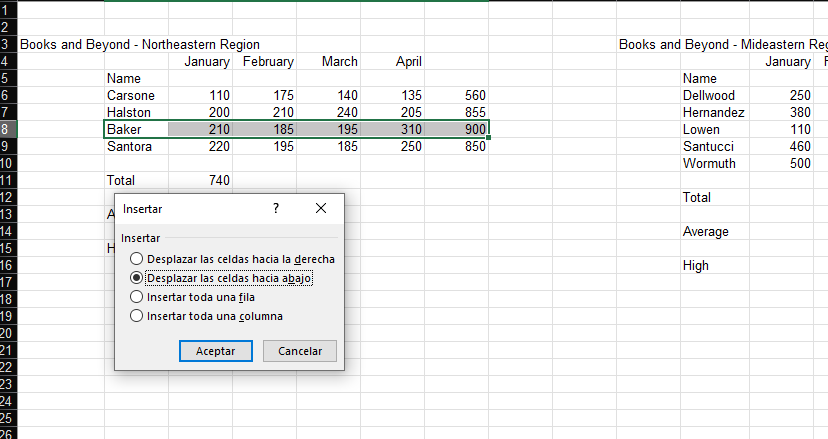 1
2
3 Books and Beyond - Northeastern Region Books and Beyond - Mideastern Reg
4 January February March April January F
5 Name Name
6 Carsone 110 175 140 135 560 Dellwood 250
7 Halston 200 210 240 205 855 Hernandez 380
8 Baker 210 185 195 310 900 Lowen 110
9 Santora 220 195 185 250 850 Santucci 460
10 Wormuth 500
11 Total 740
12 Total
13 A
14 Average
15 H
16 High
17
18
19
20
21
22
23
24
25
26
Insertar ?
Insertar
Desplazar las celdas hacia la derecha
Desplazar las celdas hacia abajo
Insertar toda una fila
Insertar toda una columna
Aceptar Cancelar